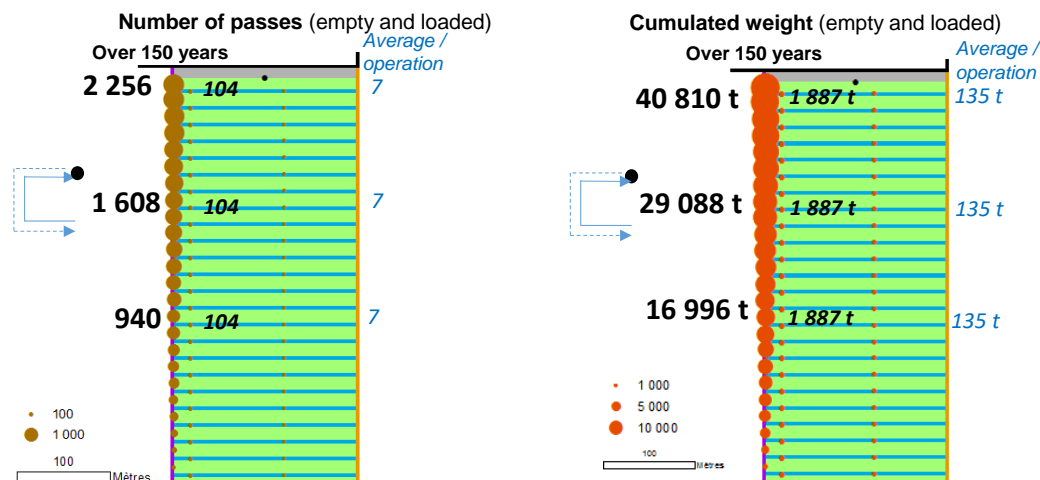 Number of passes (empty and loaded)
Over 150 years
Average /
operation
2 256
104
7
1 608
104
7
940
104
7
100
1 000
100
Mètres
Cumulated weight (empty and loaded)
Over 150 years
Average /
operation
40 810 t
1 887 t
135 t
29 088 t
1 887 t
135 t
16 996 t
1 887 t
135 t
1 000
5 000
10 000
100
Mètres